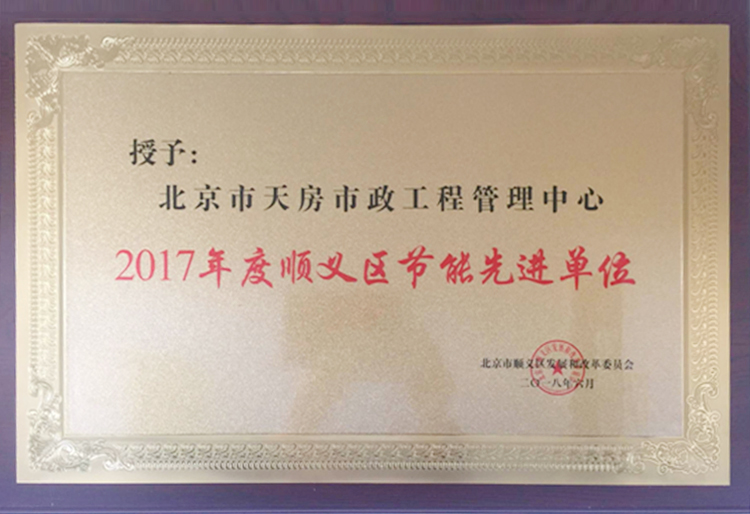 授予：
北京市天房市政工程管理中心
2017年度顺义区节能先进单位
北京市顺义区发展和改革委员会
二〇一八年六月